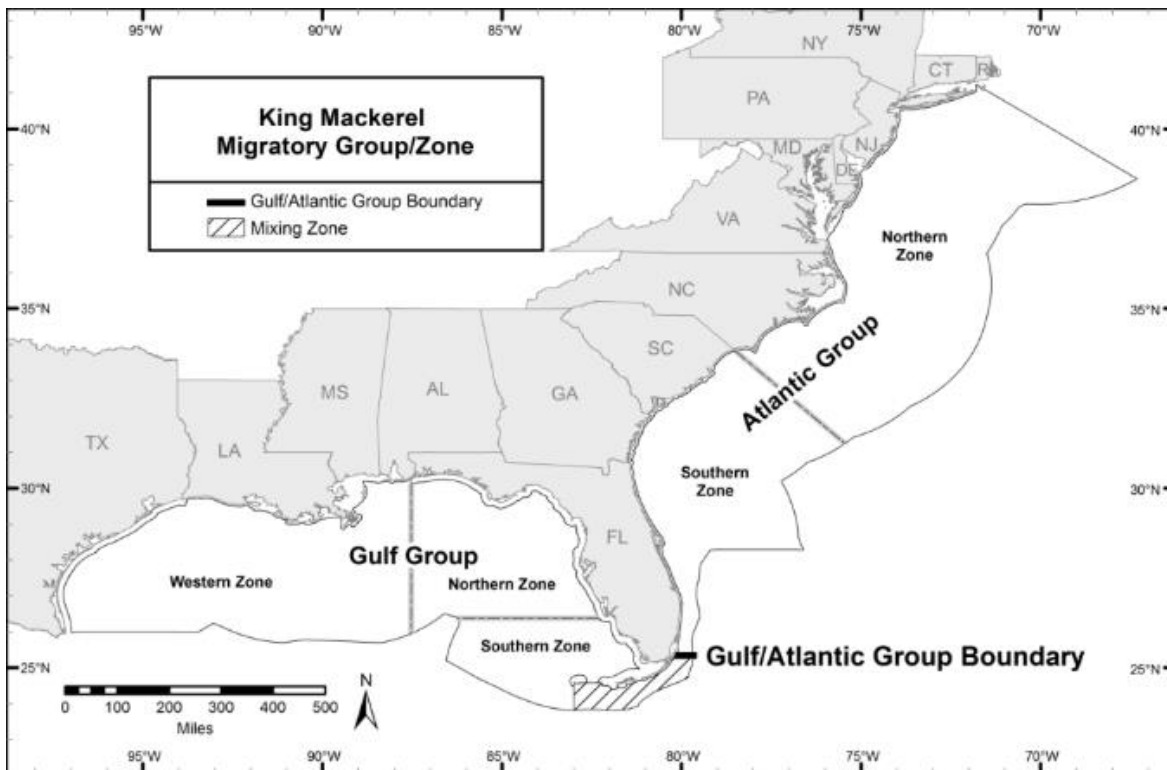 95°W 90°W 85°W 80°W 75°W 70°W
King Mackerel
Migratory Group/Zone
Gulf/Atlantic Group Boundary
Mixing Zone
NY
CT
RI
PA
40°N
40°N
NJ
MD
DE
VA
Northern
Zone
NC
35°N
35°N
SC
Atlantic Group
MS
AL
GA
TX
LA
Southern
Zone
30°N
30°N
FL
Gulf Group
Western Zone
Northern Zone
Southern Zone
Gulf/Atlantic Group Boundary
25°N
25°N
N
0 100 200 300 400 500
Miles
95°W 90°W 85°W 80°W 75°W 70°W